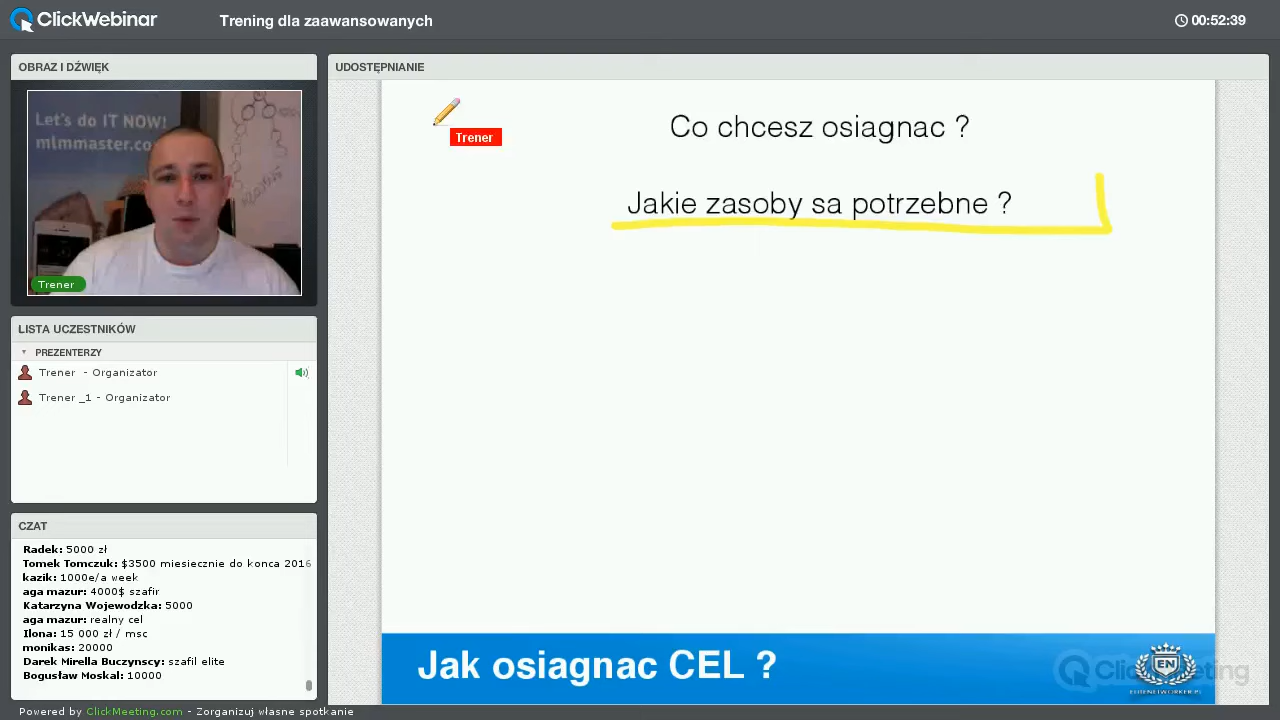 ClickWebinar
Trening dla zaawansowanych
00:52:39
OBRAZ I DŹWIĘK
Let's do IT NOW
Trener
LISTA UCZESTNIKÓW
PREZENTERZY
Trener - Organizator
Trener _1 - Organizator
CZAT
Radek: 5000 zł
Tomek Tomczuk: $3500 miesiecznie do konca 2016
kazik: 1000e/a week
aga mazur: 4000$ szafir
Katarzyna Wojewodzka: 5000
aga mazur: realny cel
Ilona: 15 000 zł / msc
monika: 20000
Darek Mirella Buczynscy: szafil elite
Bogusław Moskal: 10000
UDOSTĘPNIANIE
Trener
Co chcesz osiagnac ?
Jakie zasoby sa potrzebne ?
Jak osiagnac CEL ?
EN
ELITENETWORKER.PL
ClickMeeting
Powered by ClickMeeting.com - Zorganizuj własne spotkanie